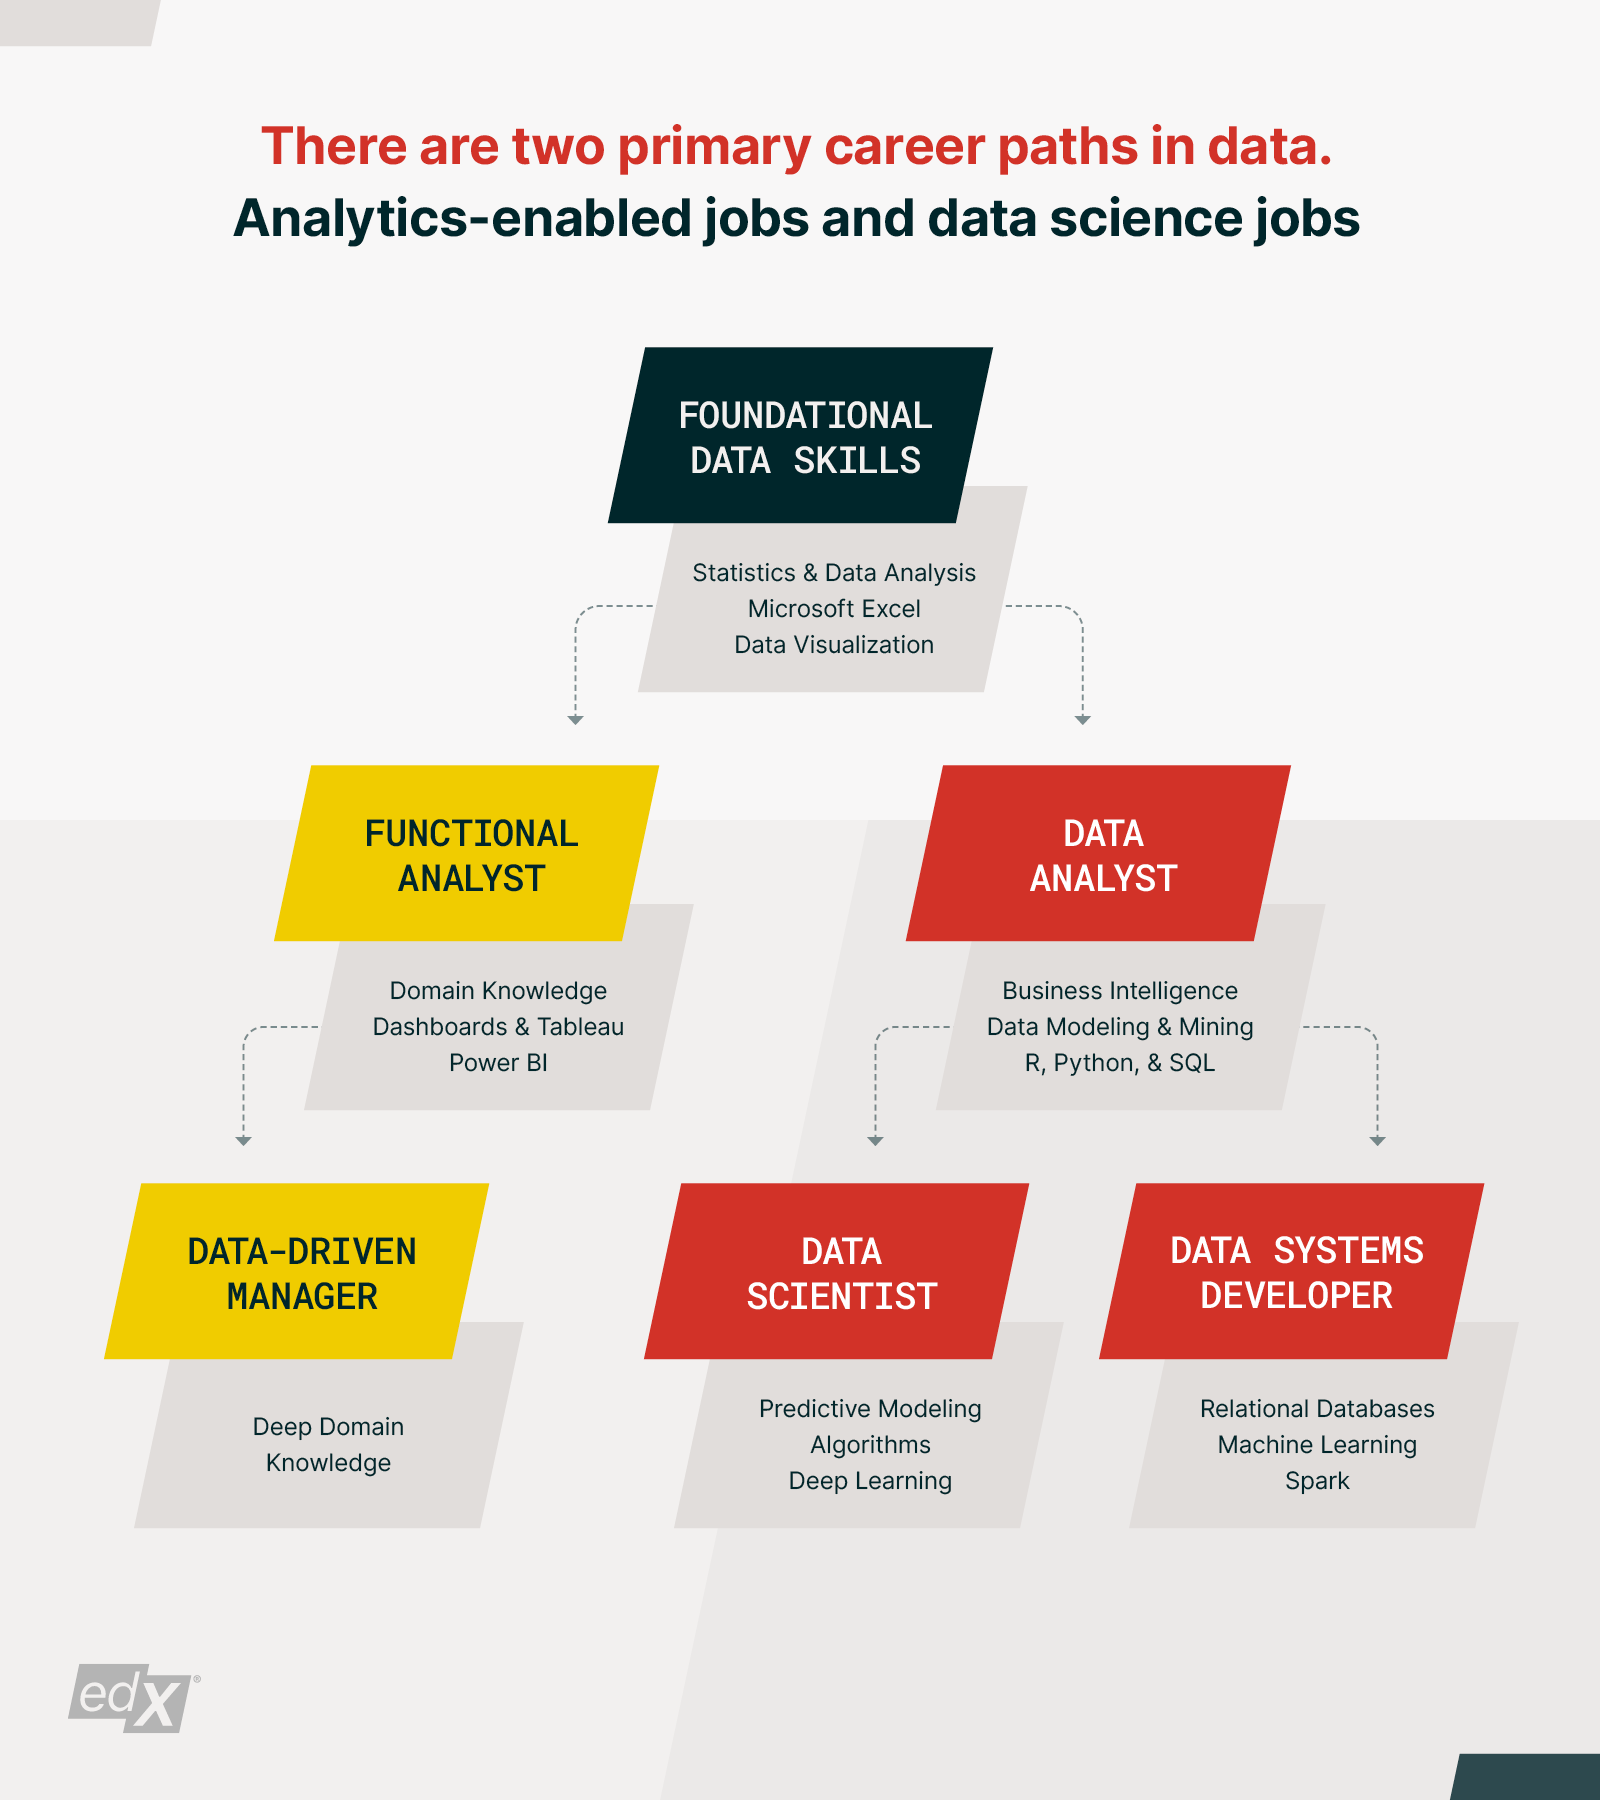 There are two primary career paths in data.
Analytics-enabled jobs and data science jobs
FOUNDATIONAL
DATA SKILLS
Statistics & Data Analysis
Microsoft Excel
Data Visualization
FUNCTIONAL
ANALYST
Domain Knowledge
Dashboards & Tableau
Power BI
DATA
ANALYST
Business Intelligence
Data Modeling & Mining
R, Python, & SQL
DATA-DRIVEN
MANAGER
Deep Domain
Knowledge
DATA
SCIENTIST
Predictive Modeling
Algorithms
Deep Learning
DATA SYSTEMS
DEVELOPER
Relational Databases
Machine Learning
Spark
edX®